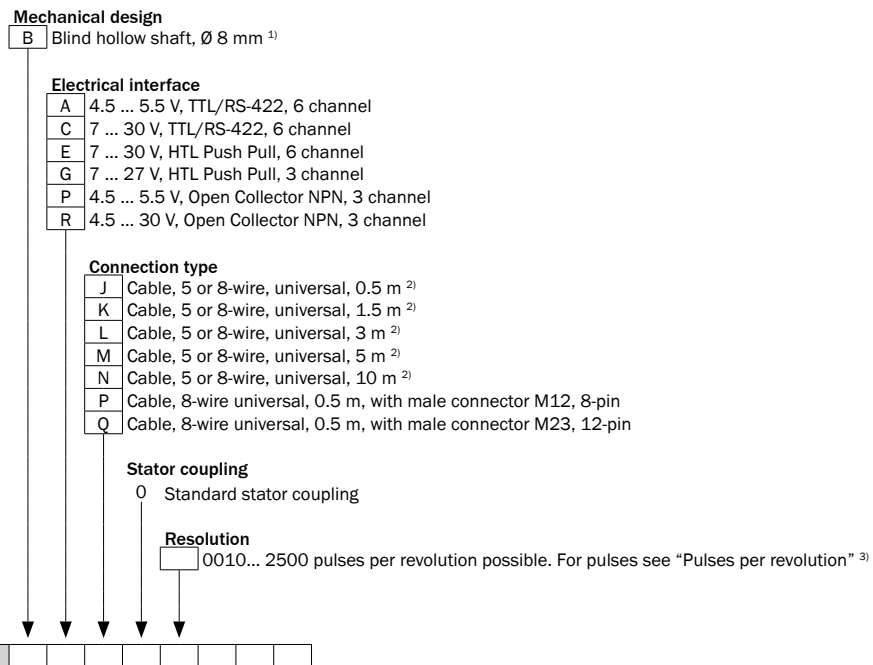 Mechanical design
B Blind hollow shaft, Ø 8 mm 1)
Electrical interface
A 4.5 ... 5.5 V, TTL/RS-422, 6 channel
C 7 ... 30 V, TTL/RS-422, 6 channel
E 7 ... 30 V, HTL Push Pull, 6 channel
G 7 ... 27 V, HTL Push Pull, 3 channel
P 4.5 ... 5.5 V, Open Collector NPN, 3 channel
R 4.5 ... 30 V, Open Collector NPN, 3 channel
Connection type
J Cable, 5 or 8-wire, universal, 0.5 m 2)
K Cable, 5 or 8-wire, universal, 1.5 m 2)
L Cable, 5 or 8-wire, universal, 3 m 2)
M Cable, 5 or 8-wire, universal, 5 m 2)
N Cable, 5 or 8-wire, universal, 10 m 2)
P Cable, 8-wire universal, 0.5 m, with male connector M12, 8-pin
Q Cable, 8-wire universal, 0.5 m, with male connector M23, 12-pin
Stator coupling
0 Standard stator coupling
Resolution
0010... 2500 pulses per revolution possible. For pulses see “Pulses per revolution” 3)